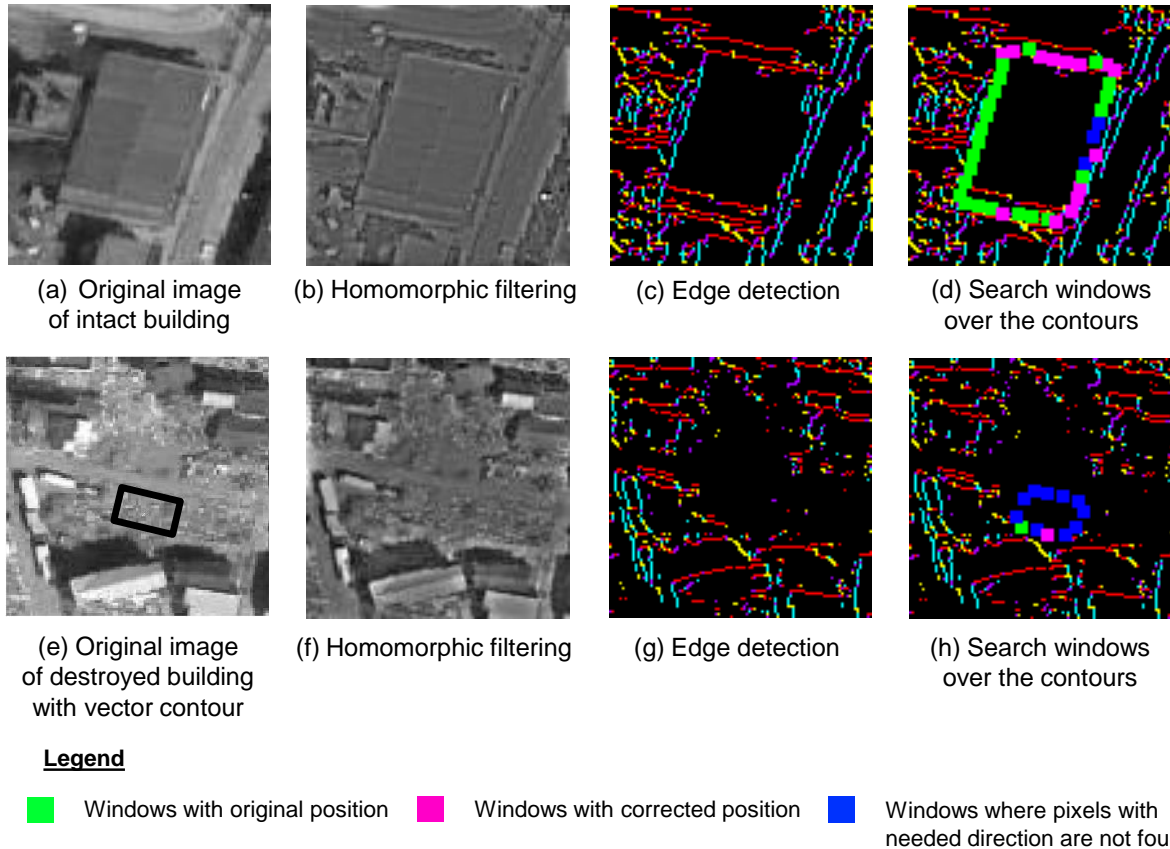 (a) Original image
of intact building
(b) Homomorphic filtering
(c) Edge detection
(d) Search windows
over the contours
(e) Original image
of destroyed building
with vector contour
(f) Homomorphic filtering
(g) Edge detection
(h) Search windows
over the contours
Legend
Windows with original position
Windows with corrected position
Windows where pixels with
needed direction are not fou